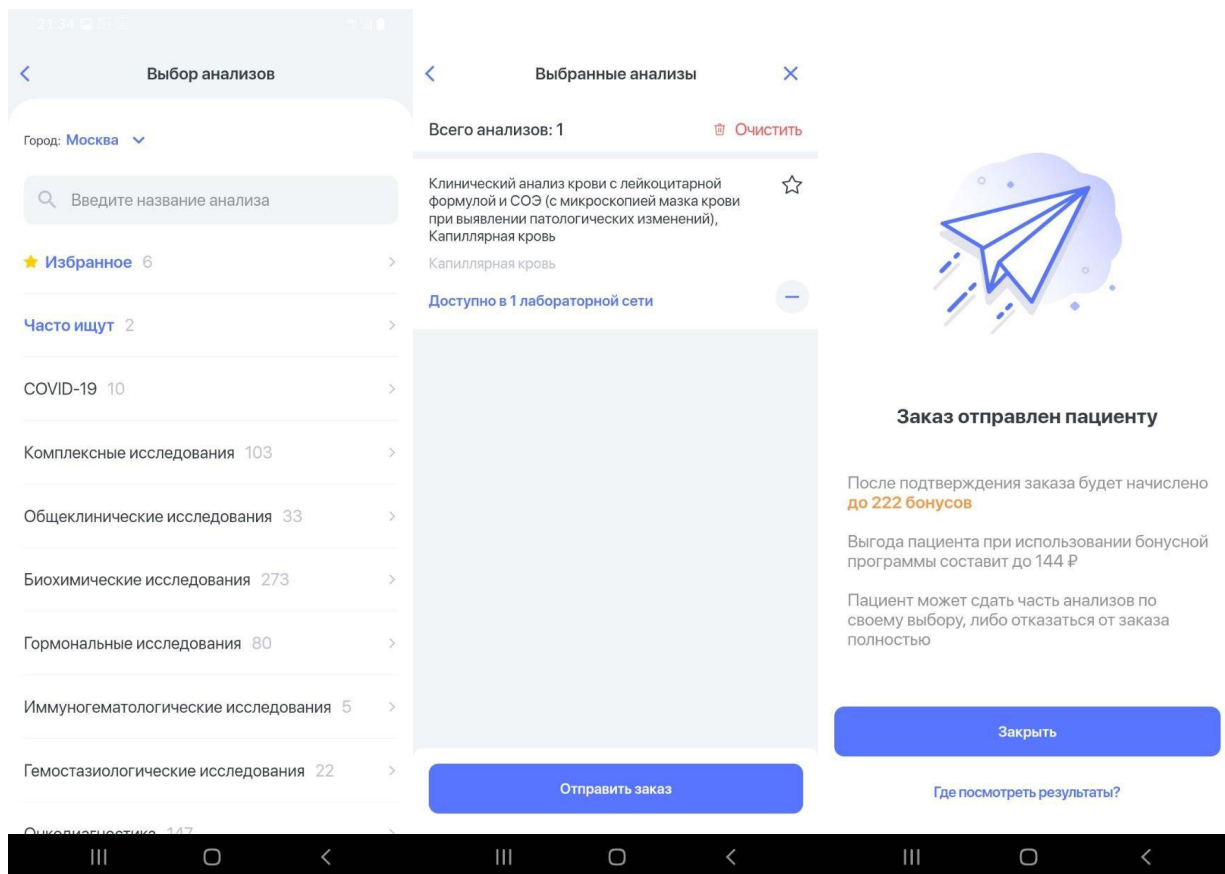 21:34
Выбор анализов
Город: Москва
Введите название анализа
Избранное 6
Часто ищут 2
COVID-19 10
Комплексные исследования 103
Общеклинические исследования 33
Биохимические исследования 273
Гормональные исследования 80
Иммуногематологические исследования 5
Гемостазиологические исследования 22
Онкодиагностика 147
Выбранные анализы
Всего анализов: 1
Очистить
Клинический анализ крови с лейкоцитарной
формулой и СОЭ (с микроскопией мазка крови
при выявлении патологических изменений),
Капиллярная кровь
Капиллярная кровь
Доступно в 1 лабораторной сети
Отправить заказ
Заказ отправлен пациенту
После подтверждения заказа будет начислено
до 222 бонусов
Выгода пациента при использовании бонусной
программы составит до 144 ₽
Пациент может сдать часть анализов по
своему выбору, либо отказаться от заказа
полностью
Закрыть
Где посмотреть результаты?